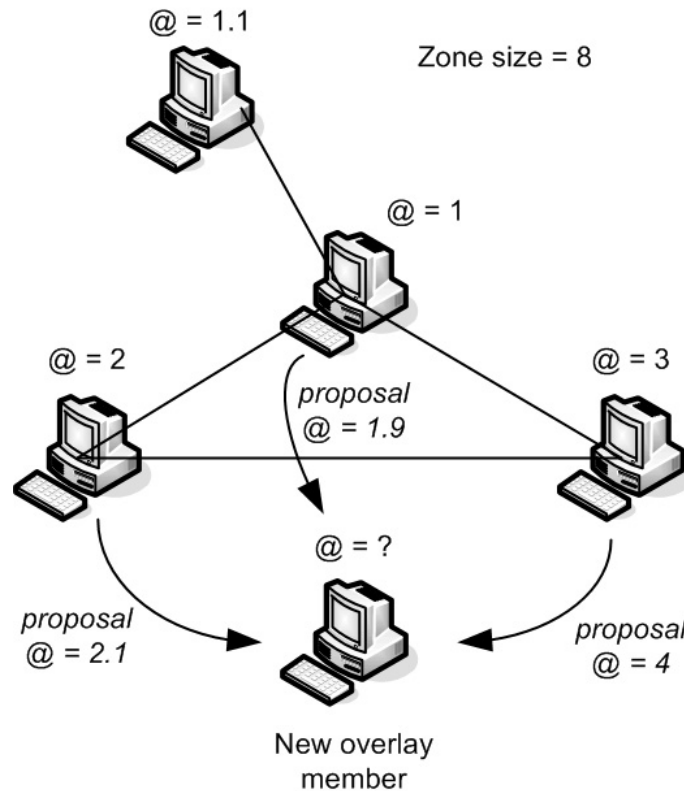 @ = 1.1
Zone size = 8
@ = 1
@ = 2
@ = 3
proposal
@ = 1.9
@ = ?
proposal
@ = 2.1
proposal
@ = 4
New overlay
member